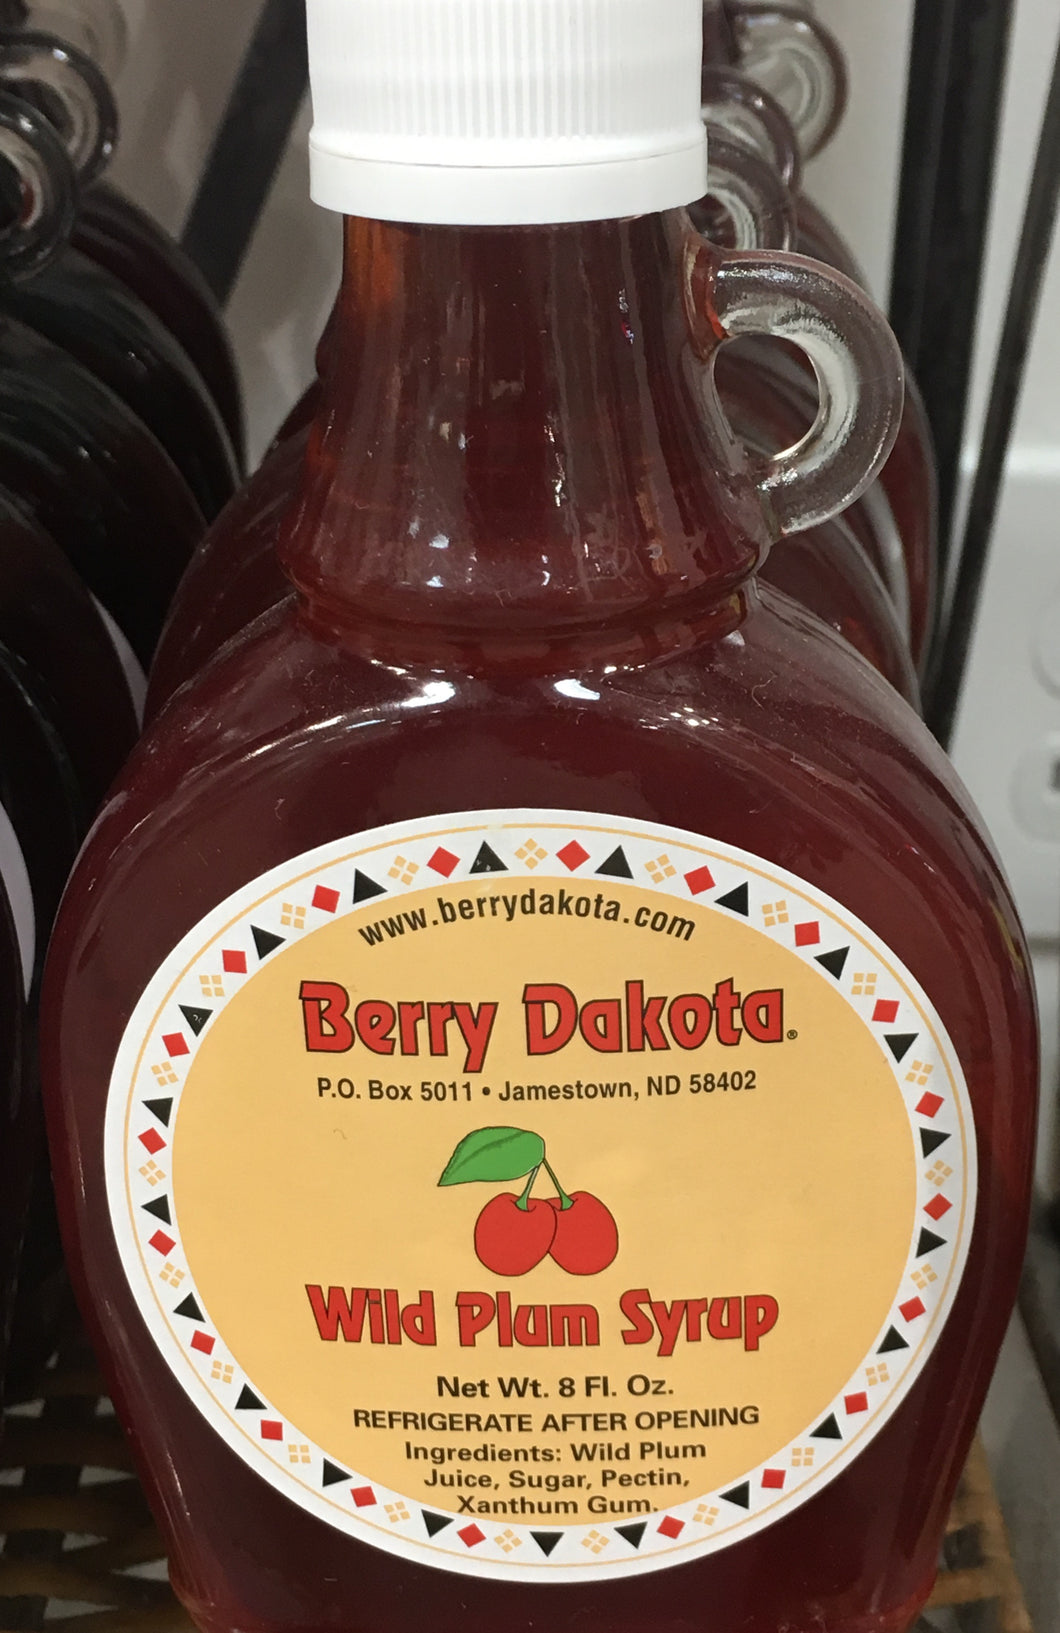 www.berrydakota.com
Berry Dakota®
P.O. Box 5011 • Jamestown, ND 58402
Wild Plum Syrup
Net Wt. 8 Fl. Oz.
REFRIGERATE AFTER OPENING
Ingredients: Wild Plum
Juice, Sugar, Pectin,
Xanthum Gum.